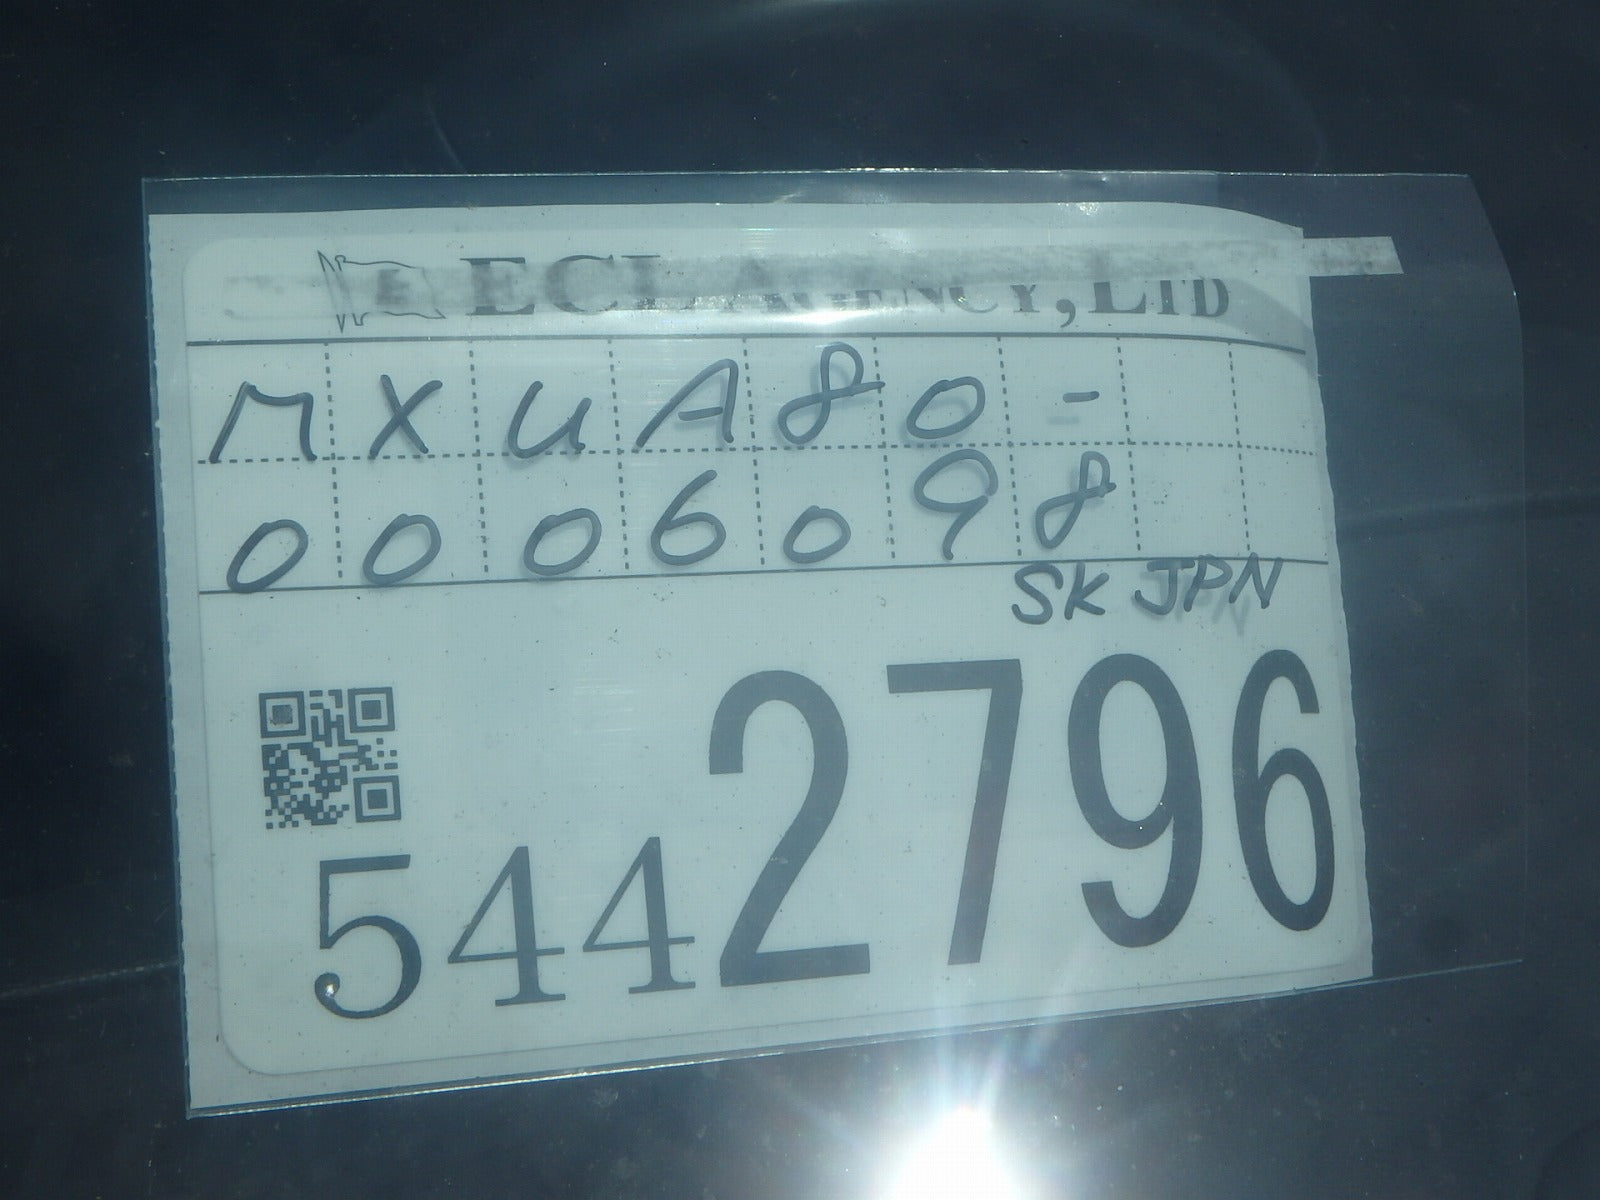 ECL AGENCY, LTD
MXUA80-
0006098
SK JPN
5442796